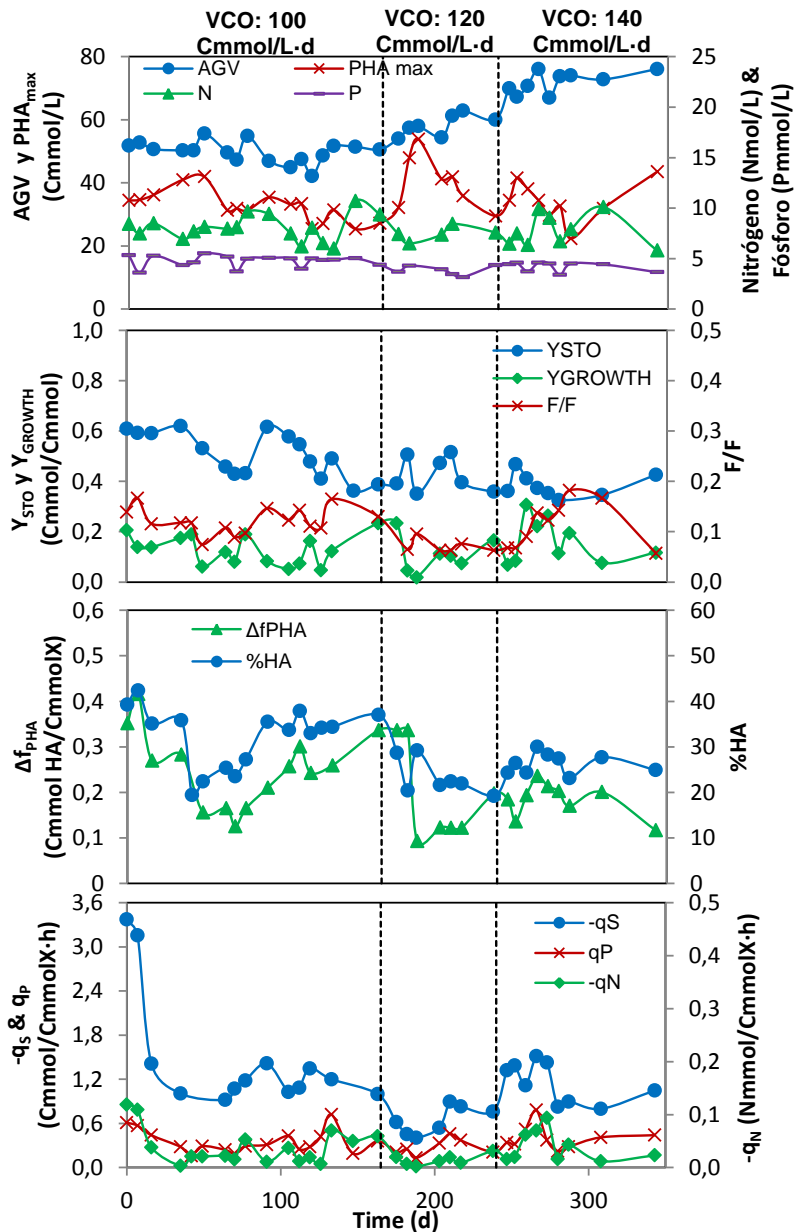 VCO: 100
Cmmol/L·d
VCO: 120
Cmmol/L·d
VCO: 140
Cmmol/L·d
80
60
40
20
0
AGV y PHAmax
(Cmmol/L)
AGV
PHA max
N
P
25
20
15
10
5
0
Nitrógeno (Nmol/L) &
Fósforo (Pmmol/L)
1,0
0,8
0,6
0,4
0,2
0,0
YSTO y YGROWTH
(Cmmol/Cmmol)
YSTO
YGROWTH
F/F
0,5
0,4
0,3
0,2
0,1
0,0
F/F
0,6
0,5
0,4
0,3
0,2
0,1
0
ΔfPHA
(Cmmol HA/CmmolX)
ΔfPHA
%HA
60
50
40
30
20
10
0
%HA
3,6
3,0
2,4
1,8
1,2
0,6
0,0
-qS & qP
(Cmmol/CmmolX·h)
-qS
qP
-qN
0,5
0,4
0,3
0,2
0,1
0,0
-qN (Nmmol/CmmolX·h)
0
100
200
300
Time (d)